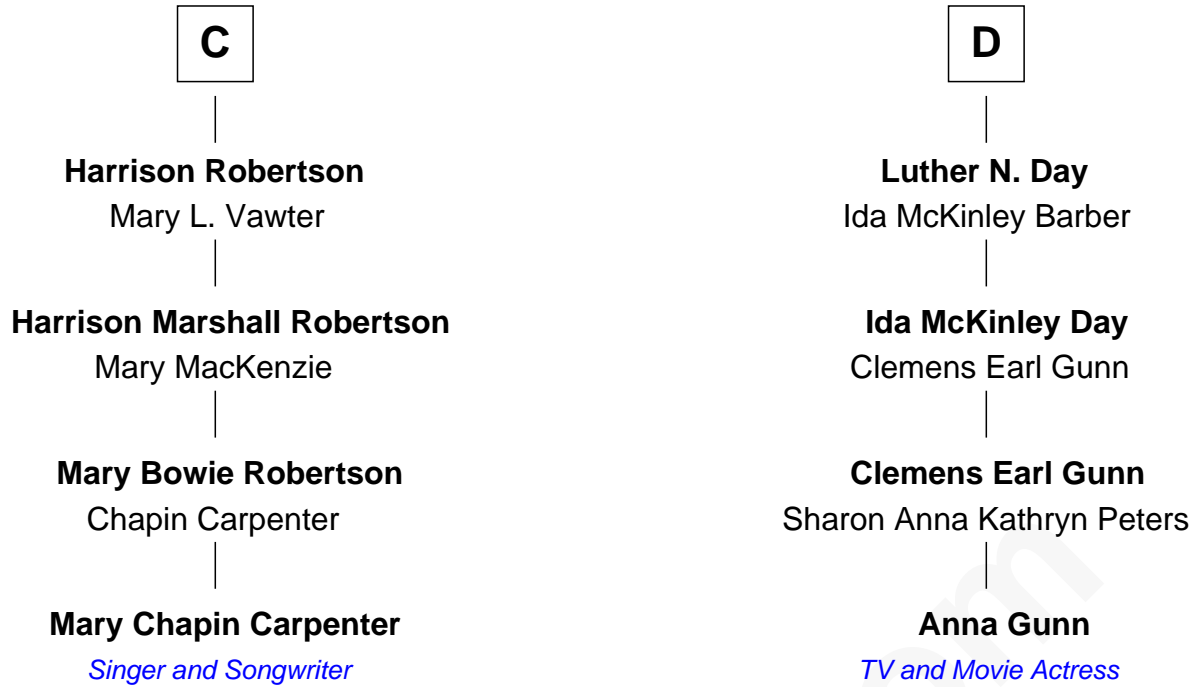 C
Harrison Robertson
Mary L. Vawter
Harrison Marshall Robertson
Mary MacKenzie
Mary Bowie Robertson
Chapin Carpenter
Mary Chapin Carpenter
Singer and Songwriter
D
Luther N. Day
Ida McKinley Barber
Ida McKinley Day
Clemens Earl Gunn
Clemens Earl Gunn
Sharon Anna Kathryn Peters
Anna Gunn
TV and Movie Actress